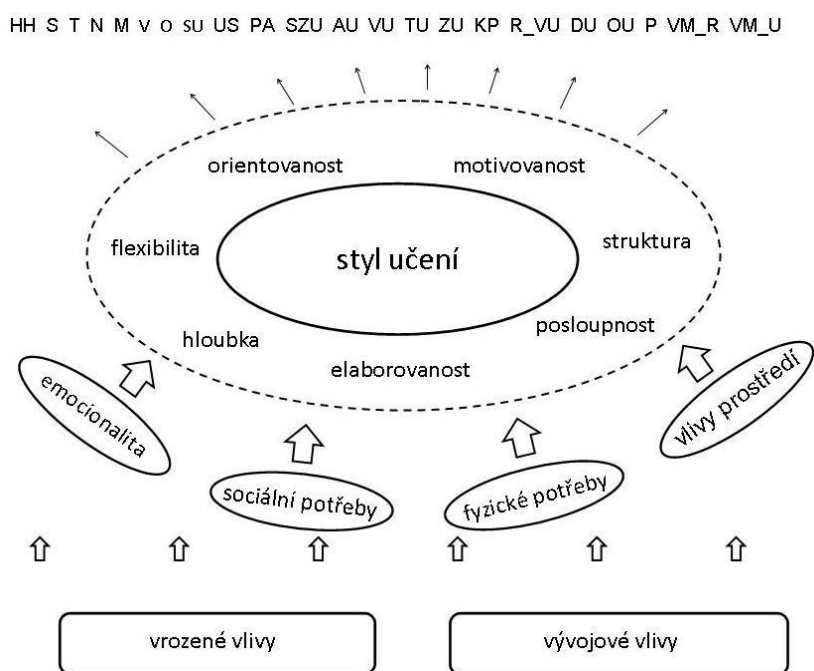 HH S T N M V O SU US PA SZU AU VU TU ZU KP R_VU DU OU P VM_R VM_U
orientovanost motivovanost
flexibilita styl učení struktura
hloubka posloupnost
elaborovanost
emocionalita vlivy prostředí
sociální potřeby fyzické potřeby
vrozené vlivy vývojové vlivy